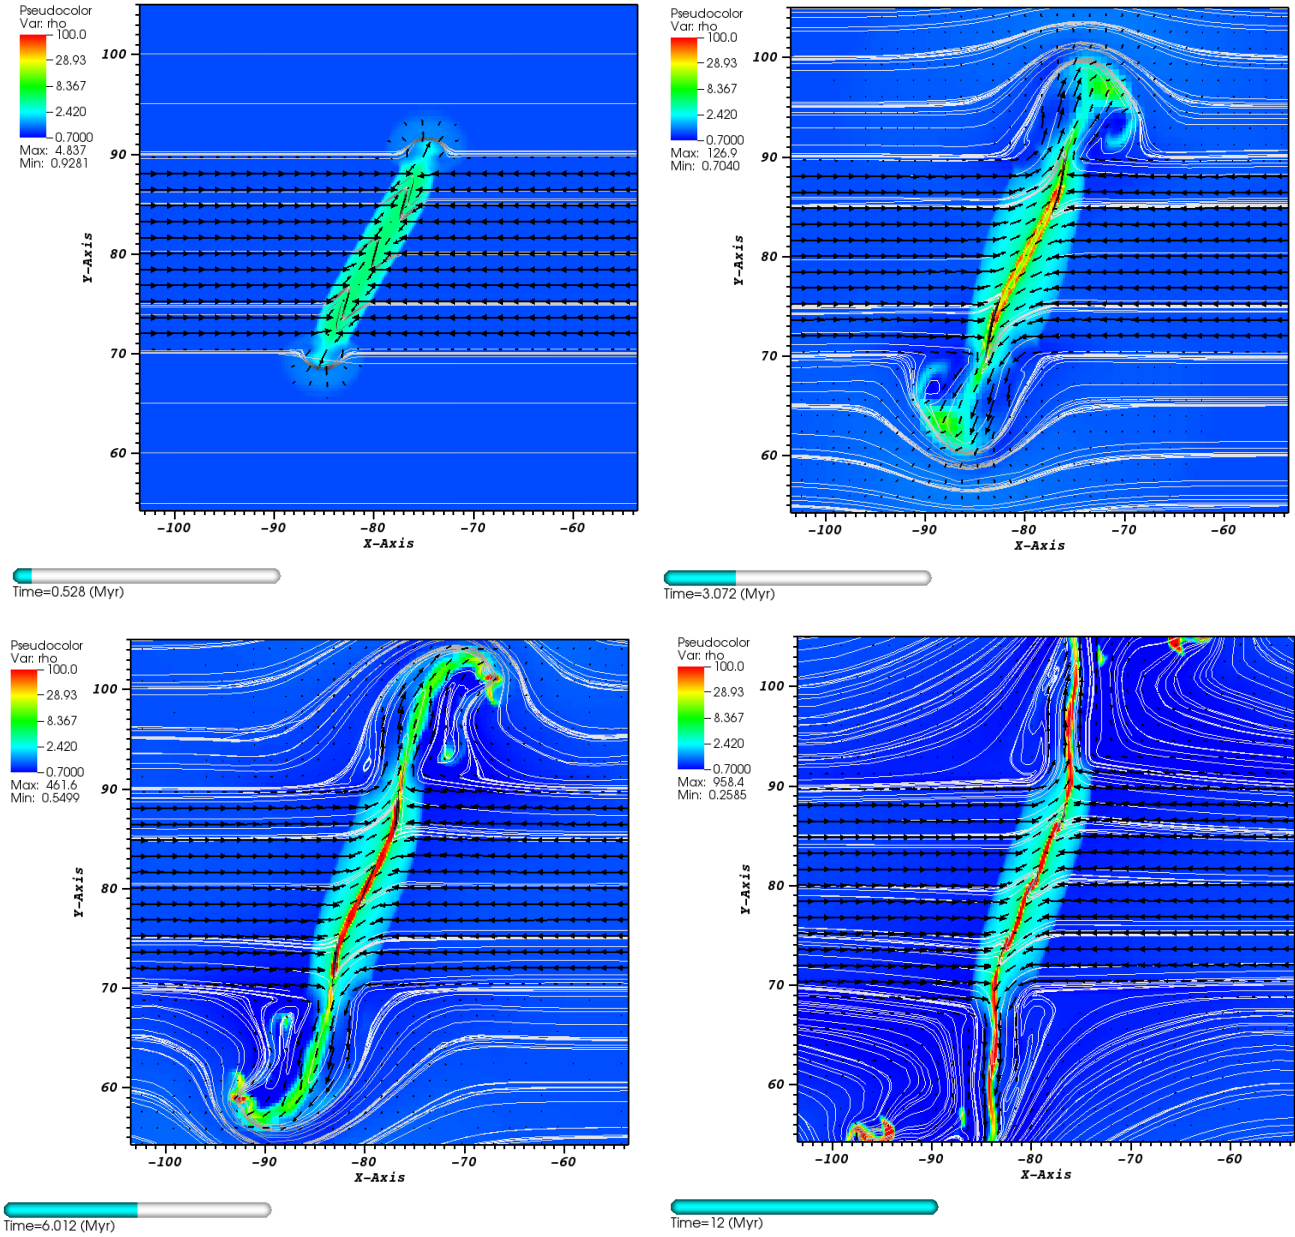 Pseudocolor
Var: rho
100.0
28.93
8.367
2.420
0.7000
Max: 4.837
Min: 0.9281
100
90
80
70
60
Y-Axis
-100 -90 -80 -70 -60
X-Axis
Time=0.528 (Myr)
Pseudocolor
Var: rho
100.0
28.93
8.367
2.420
0.7000
Max: 126.9
Min: 0.7040
100
90
80
70
60
Y-Axis
-100 -90 -80 -70 -60
X-Axis
Time=3.072 (Myr)
Pseudocolor
Var: rho
100.0
28.93
8.367
2.420
0.7000
Max: 461.6
Min: 0.5499
100
90
80
70
60
Y-Axis
-100 -90 -80 -70 -60
X-Axis
Time=6.012 (Myr)
Pseudocolor
Var: rho
100.0
28.93
8.367
2.420
0.7000
Max: 958.4
Min: 0.2585
100
90
80
70
60
Y-Axis
-100 -90 -80 -70 -60
X-Axis
Time=12 (Myr)